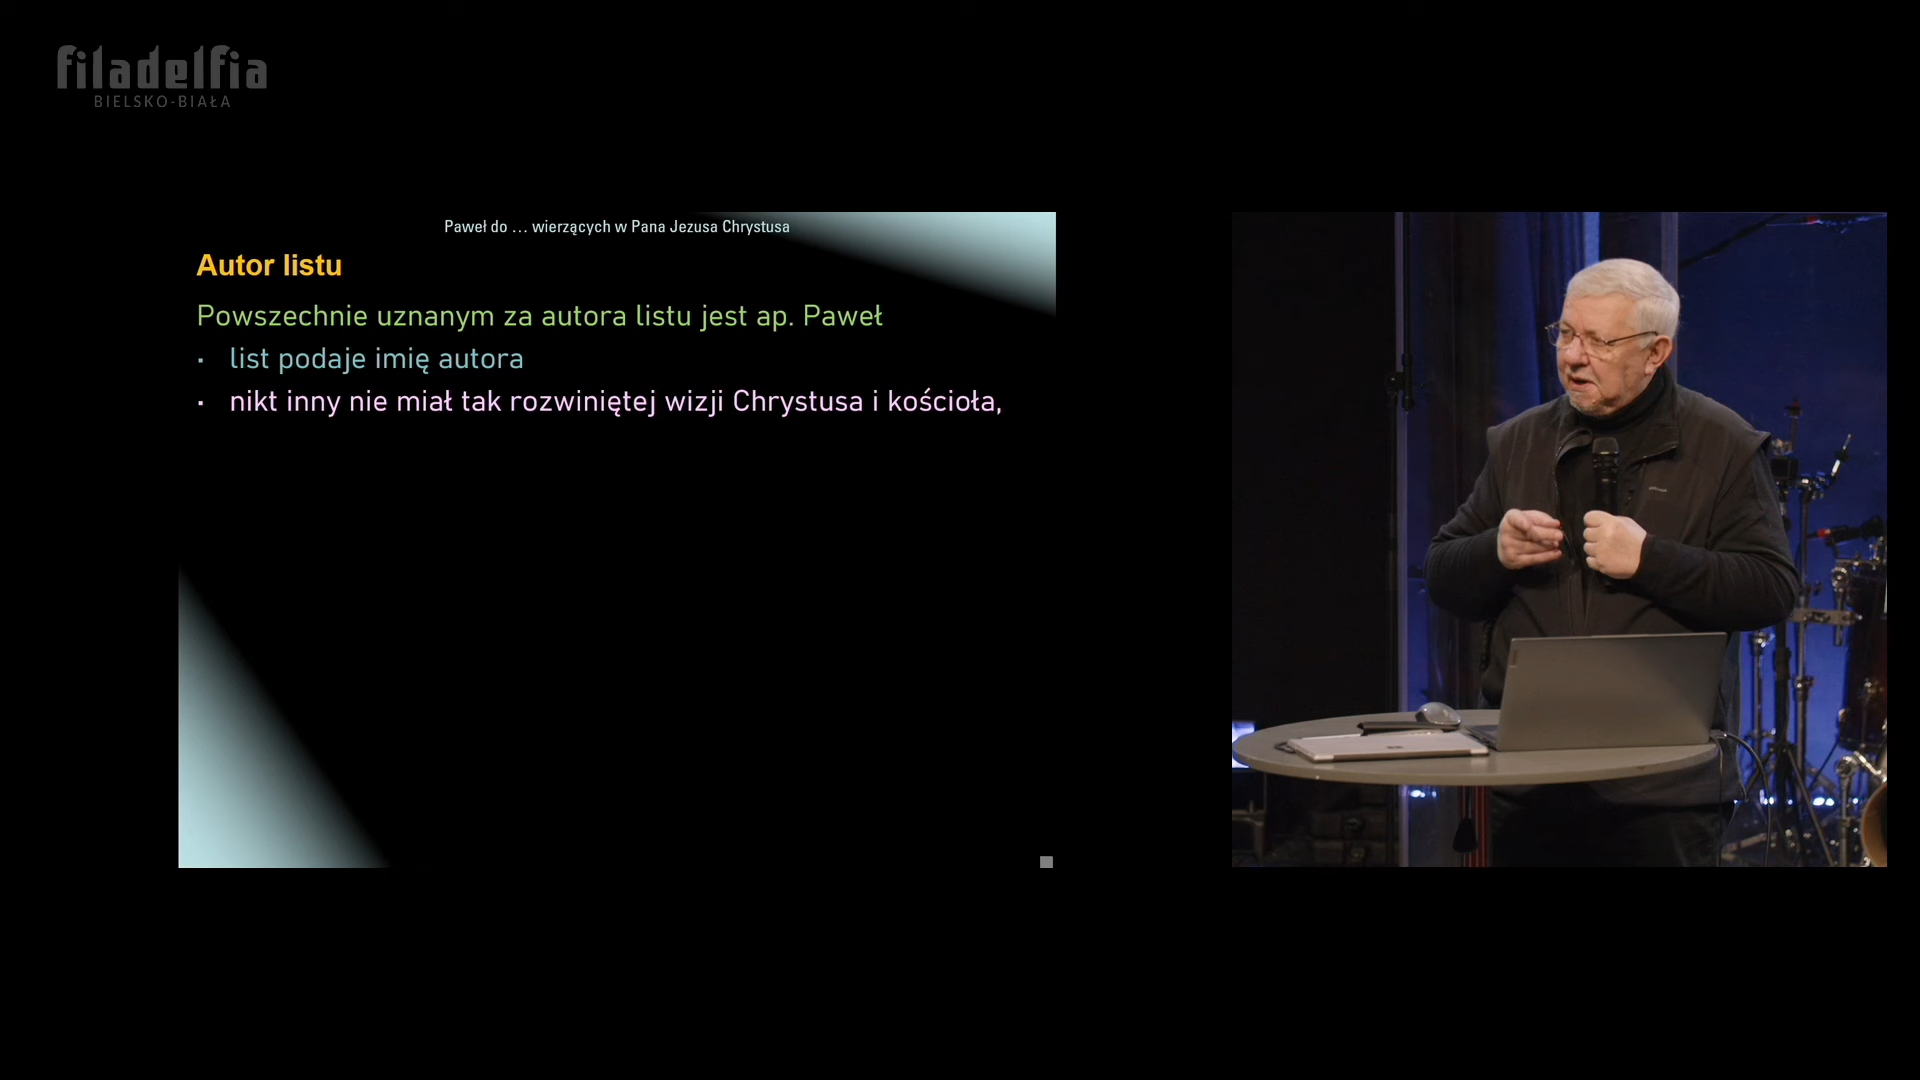 filadelfia
BIELSKO-BIAŁA
Paweł do … wierzących w Pana Jezusa Chrystusa
Autor listu
Powszechnie uznanym za autora listu jest ap. Paweł
▪ list podaje imię autora
▪ nikt inny nie miał tak rozwiniętej wizji Chrystusa i kościoła,